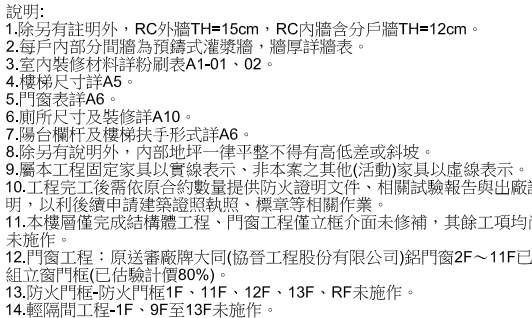 說明:
1.除另有註明外，RC外牆TH=15cm，RC內牆含分戶牆TH=12cm。
2.每戶內部分間牆為預鑄式灌漿牆，牆厚詳牆表。
3.室內裝修材料詳粉刷表A1-01、02。
4.樓梯尺寸詳A5。
5.門窗表詳A6。
6.廁所尺寸及裝修詳A10。
7.陽台欄杆及樓梯扶手形式詳A6。
8.除另有說明外，內部地坪一律平整不得有高低差或斜坡。
9.屬本工程固定家具以實線表示、非本案之其他(活動)家具以虛線表示。
10.工程完工後需依原合約數量提供防火證明文件、相關試驗報告與出廠
明，以利後續申請建築證照執照、標章等相關作業。
11.本樓層僅完成結構體工程、門窗工程僅立框介面未修補，其餘工項均
未施作。
12.門窗工程：原送審廠牌大同(協晉工程股份有限公司)鋁門窗2F～11F已
組立窗門框(已估驗計價80%)。
13.防火門框-防火門框1F、11F、12F、13F、RF未施作。
14.輕隔間工程-1F、9F至13F未施作。